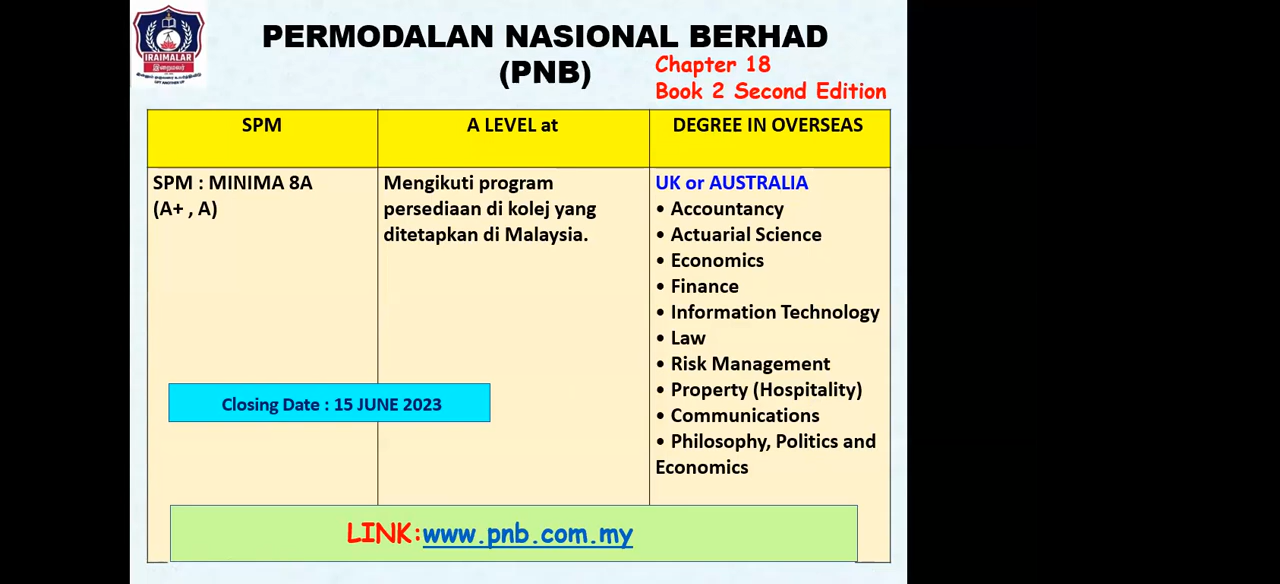 PERMODALAN NASIONAL BERHAD
(PNB)
Chapter 18
Book 2 Second Edition
IRAIMALAR
இறைமலர்
SPM
A LEVEL at
DEGREE IN OVERSEAS
SPM : MINIMA 8A
(A+ , A)
Mengikuti program
persediaan di kolej yang
ditetapkan di Malaysia.
UK or AUSTRALIA
• Accountancy
• Actuarial Science
• Economics
• Finance
• Information Technology
• Law
• Risk Management
• Property (Hospitality)
• Communications
• Philosophy, Politics and
Economics
Closing Date : 15 JUNE 2023
LINK:www.pnb.com.my